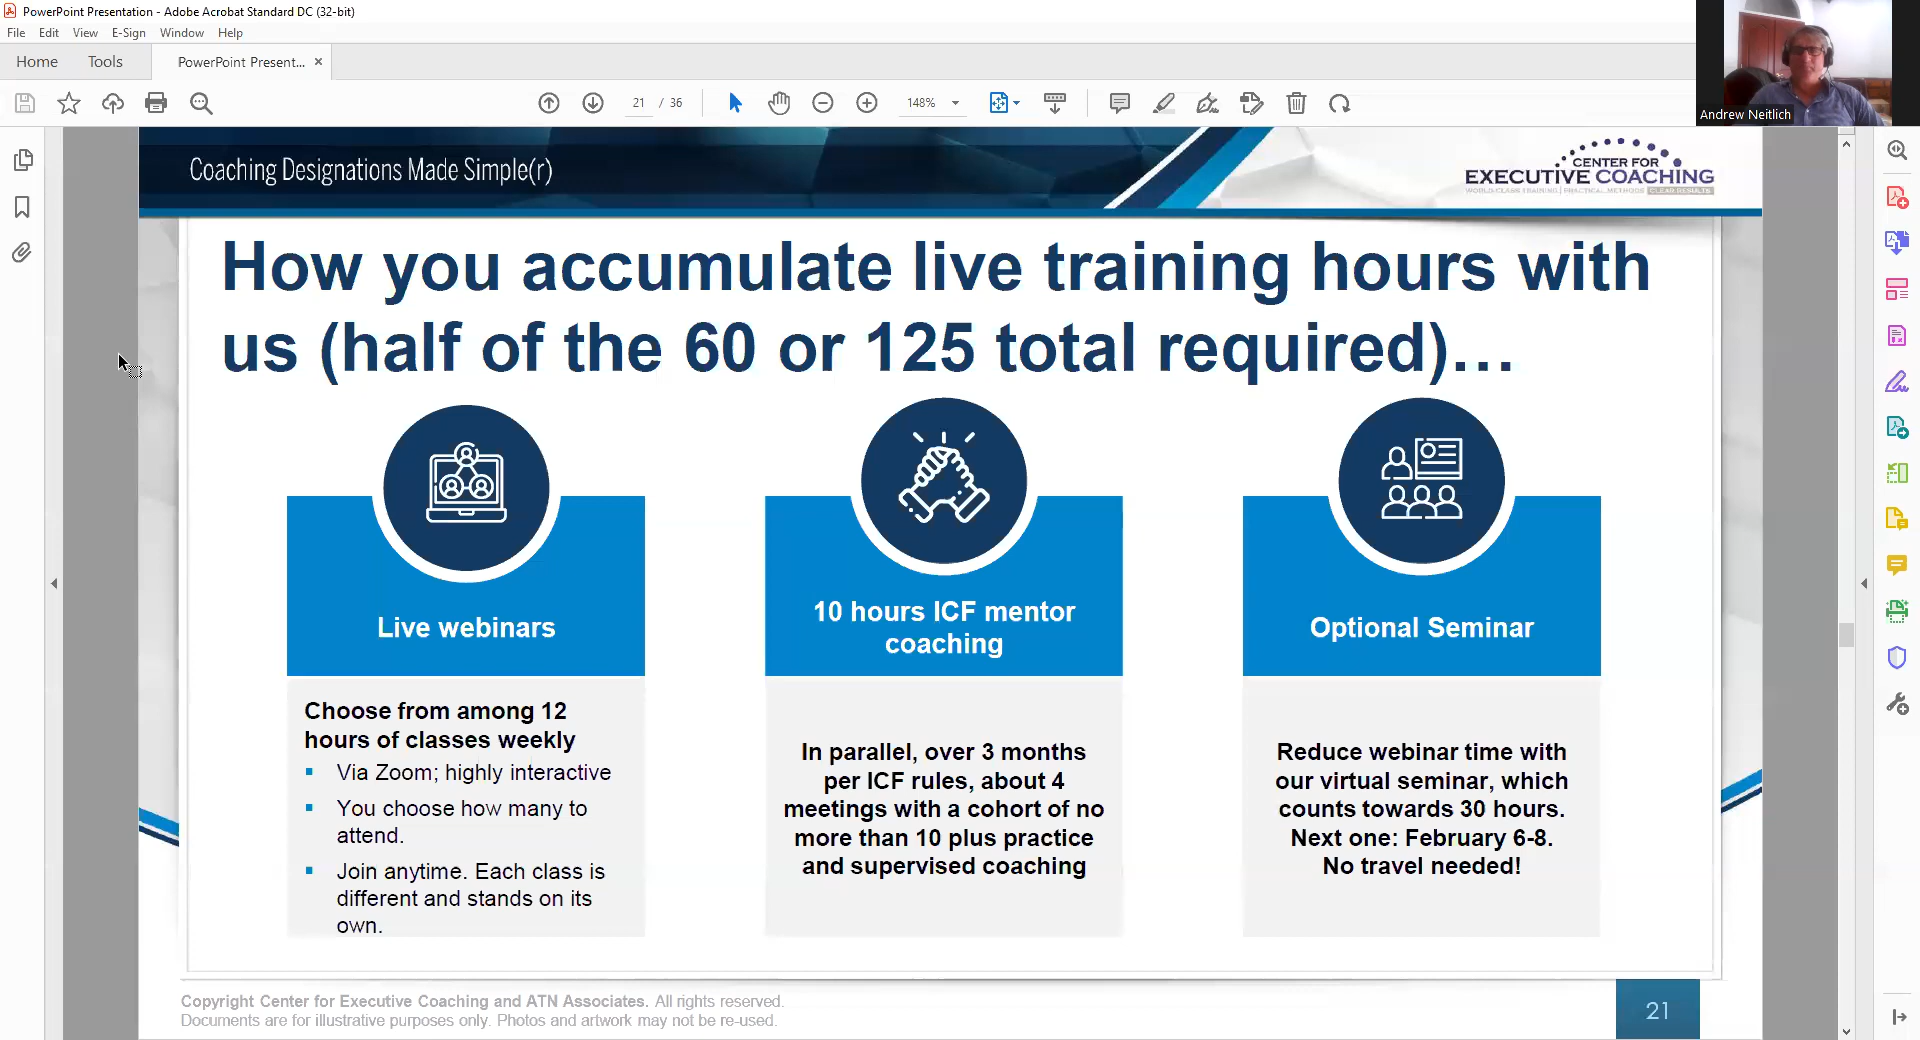 PowerPoint Presentation - Adobe Acrobat Standard DC (32-bit)
File Edit View E-Sign Window Help
Home Tools PowerPoint Present... ×
21 / 36 148%
Andrew Neitlich
Coaching Designations Made Simple(r)
CENTER FOR
EXECUTIVE COACHING
WORLD-CLASS TRAINING | PRACTICAL METHODS | CLEAR RESULTS
How you accumulate live training hours with
us (half of the 60 or 125 total required)…
Live webinars
Choose from among 12
hours of classes weekly
▪ Via Zoom; highly interactive
▪ You choose how many to
attend.
▪ Join anytime. Each class is
different and stands on its
own.
10 hours ICF mentor
coaching
In parallel, over 3 months
per ICF rules, about 4
meetings with a cohort of no
more than 10 plus practice
and supervised coaching
Optional Seminar
Reduce webinar time with
our virtual seminar, which
counts towards 30 hours.
Next one: February 6-8.
No travel needed!
Copyright Center for Executive Coaching and ATN Associates. All rights reserved.
Documents are for illustrative purposes only. Photos and artwork may not be re-used.
21